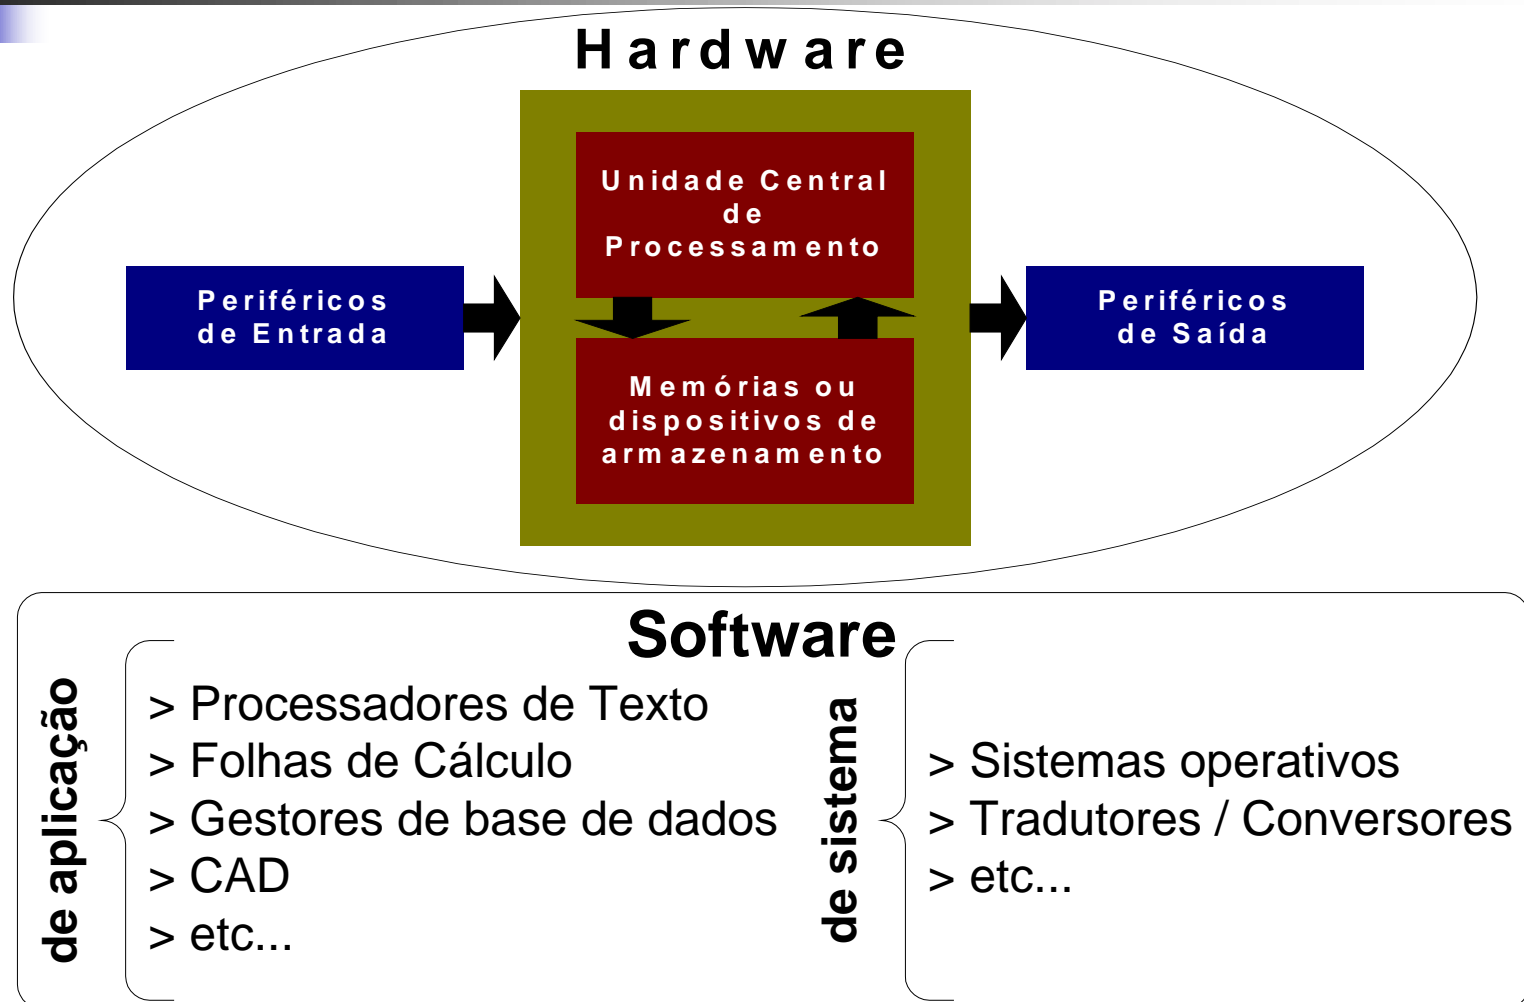 Hardware
Unidade Central
de
Processamento
Periféricos
de Entrada
Periféricos
de Saída
Memórias ou
dispositivos de
armazenamento
Software
de aplicação
> Processadores de Texto
> Folhas de Cálculo
> Gestores de base de dados
> CAD
> etc...
de sistema
> Sistemas operativos
> Tradutores / Conversores
> etc...